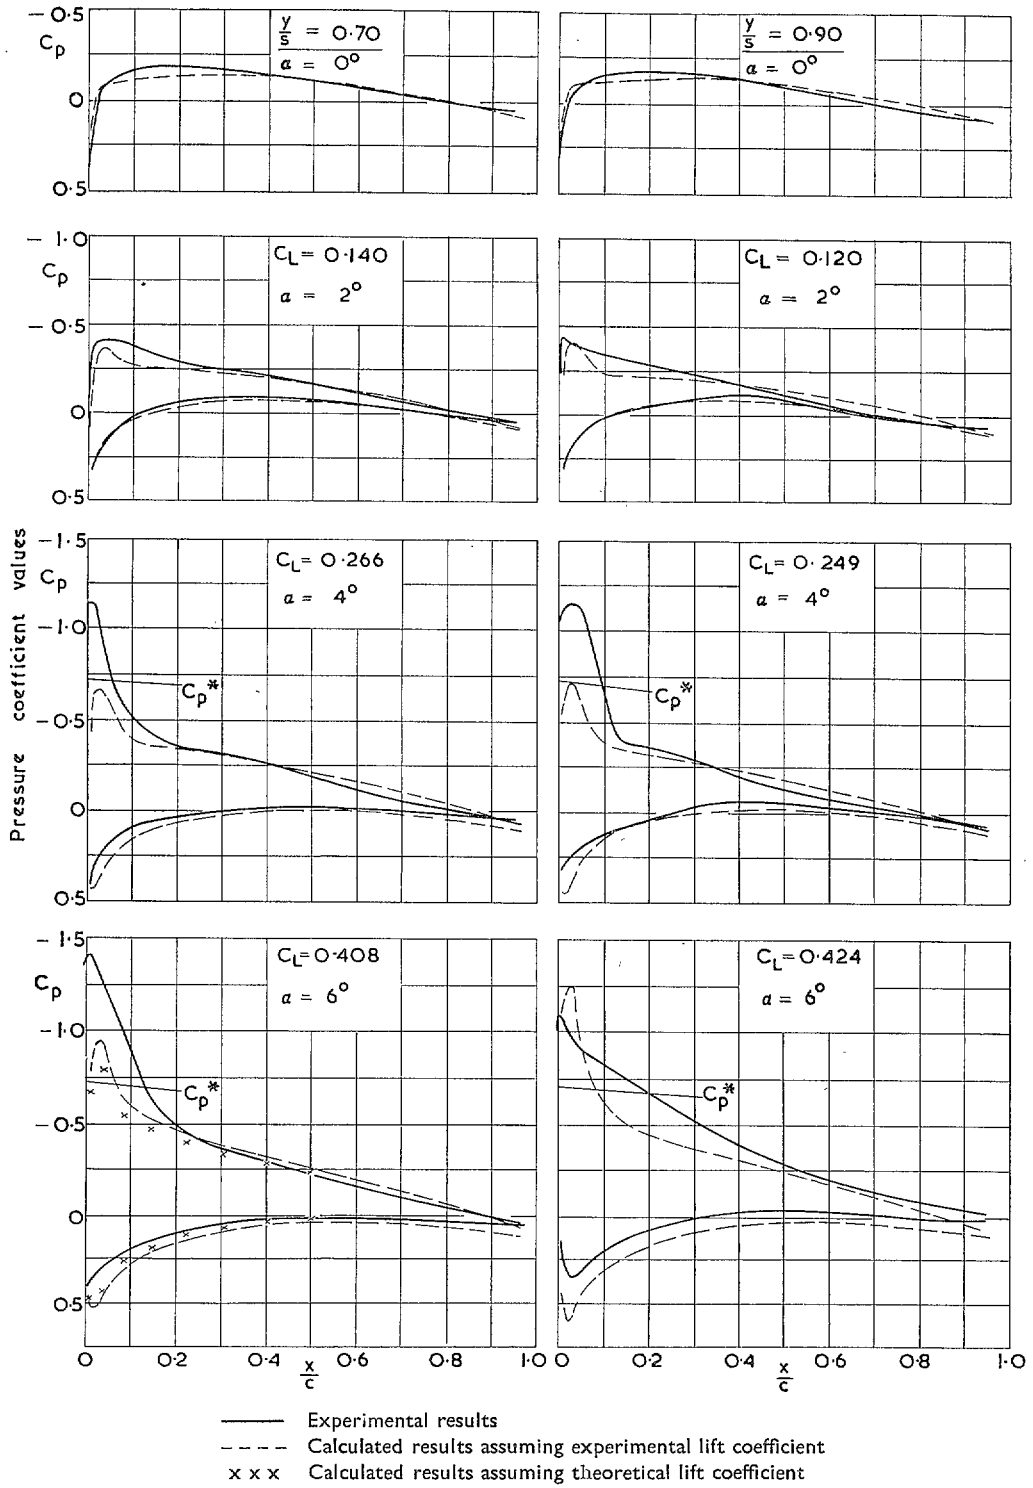 − 0·5
Cp
0
0·5
y/s = 0·70
α = 0°
y/s = 0·90
α = 0°
− 1·0
Cp
− 0·5
0
0·5
CL = 0·140
α = 2°
CL = 0·120
α = 2°
Pressure coefficient values
− 1·5
Cp
− 1·0
− 0·5
0
0·5
CL = 0·266
α = 4°
Cp*
CL = 0·249
α = 4°
Cp*
− 1·5
Cp
− 1·0
− 0·5
0
0·5
CL = 0·408
α = 6°
Cp*
CL = 0·424
α = 6°
Cp*
0 0·2 0·4 x/c 0·6 0·8 1·0
0 0·2 0·4 x/c 0·6 0·8 1·0
Experimental results
Calculated results assuming experimental lift coefficient
x x x Calculated results assuming theoretical lift coefficient